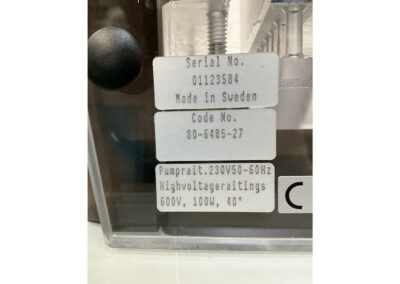 Serial No.
01123584
Made in Sweden
Code No.
80-6485-27
Pumprait.230V50-60Hz
Highvoltageraitings
600V, 100W, 40°
C